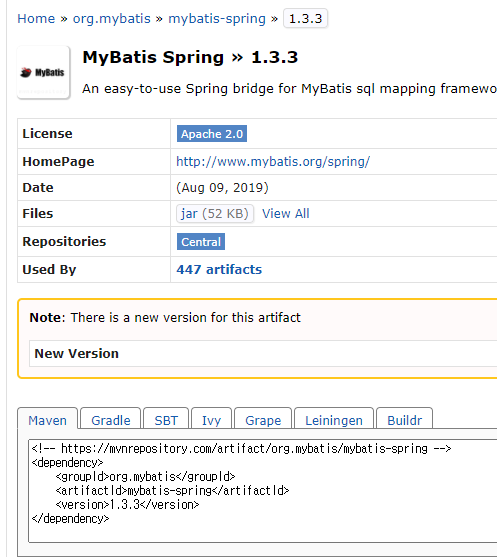 Home » org.mybatis » mybatis-spring » 1.3.3
MyBatis
MyBatis Spring » 1.3.3
An easy-to-use Spring bridge for MyBatis sql mapping framewo
License Apache 2.0
HomePage http://www.mybatis.org/spring/
Date (Aug 09, 2019)
Files jar (52 KB) View All
Repositories Central
Used By 447 artifacts
Note: There is a new version for this artifact
New Version
Maven Gradle SBT Ivy Grape Leiningen Buildr
<!-- https://mvnrepository.com/artifact/org.mybatis/mybatis-spring -->
<dependency>
    <groupId>org.mybatis</groupId>
    <artifactId>mybatis-spring</artifactId>
    <version>1.3.3</version>
</dependency>